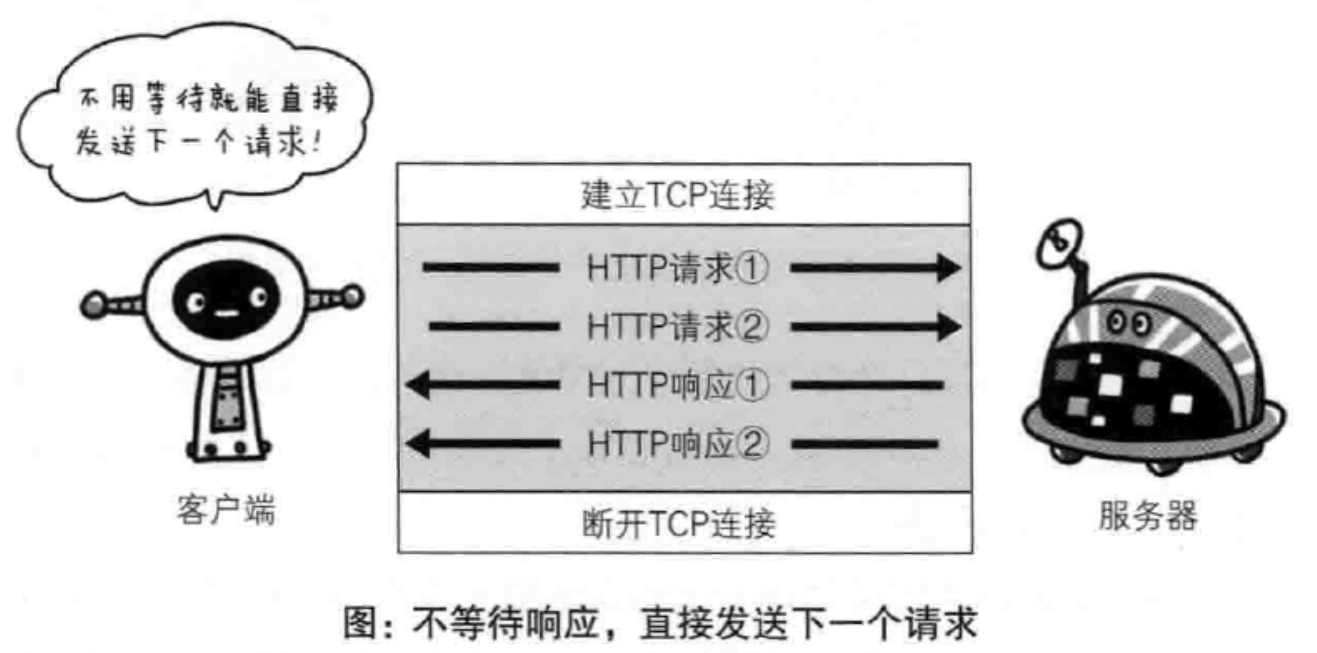 不用等待就能直接
发送下一个请求!
建立TCP连接
HTTP请求①
HTTP请求②
HTTP响应①
HTTP响应②
断开TCP连接
客户端
服务器
图：不等待响应，直接发送下一个请求